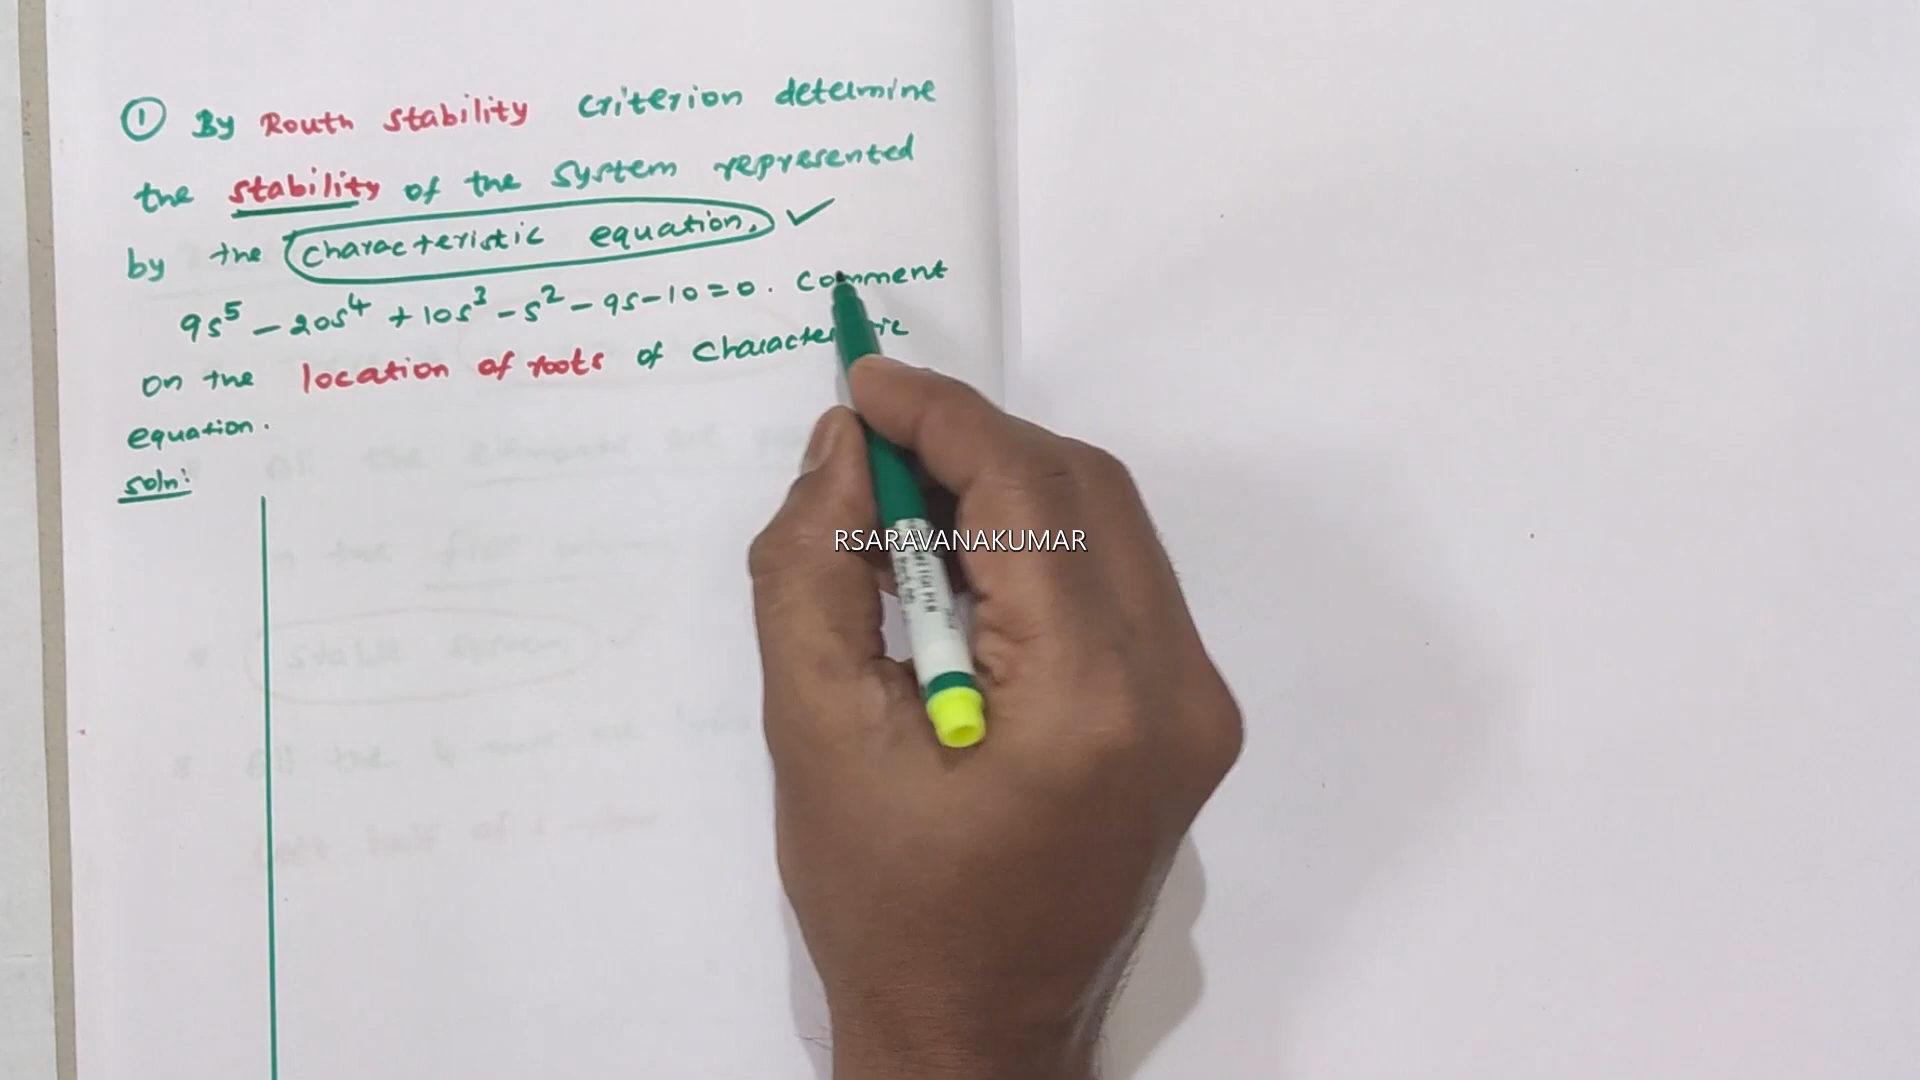 ① By Routh stability criterion determine
the stability of the system represented
by the characteristic equation. ✓
9s⁵ - 20s⁴ + 10s³ - s² - 9s - 10 = 0. Comment
on the location of roots of characteristic
equation.
soln:
RSARAVANAKUMAR